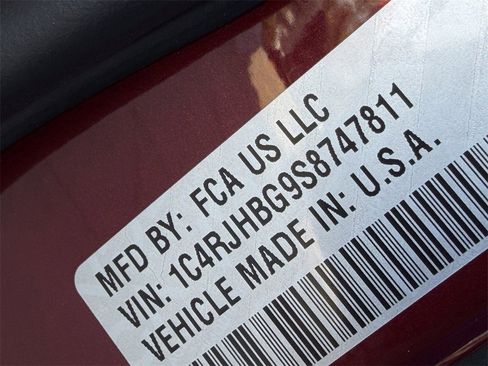 MFD BY: FCA US LLC
VIN: 1C4RJHBG9S8747811
VEHICLE MADE IN: U.S.A.